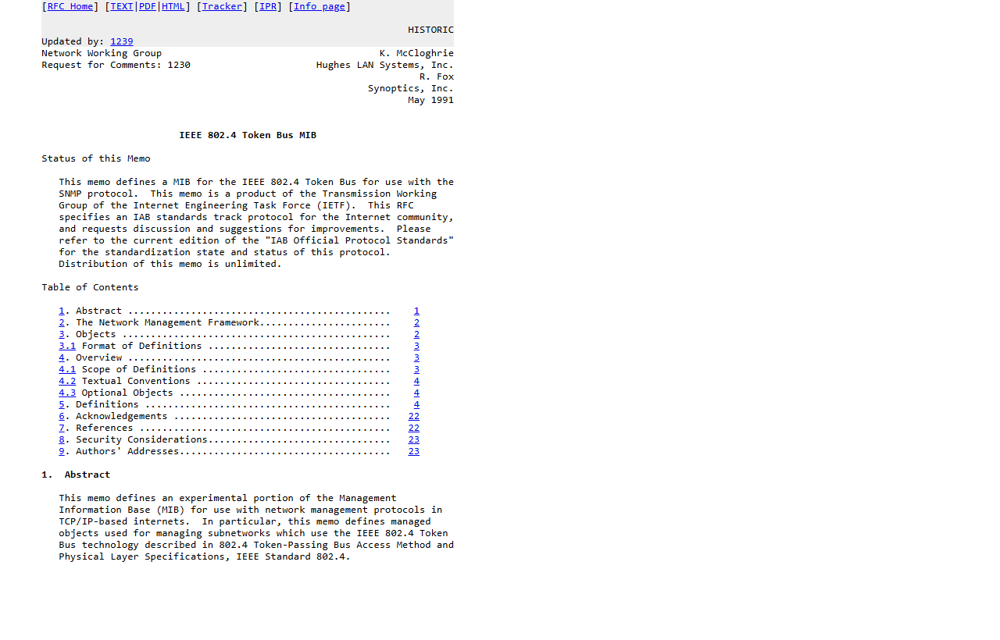 [RFC Home] [TEXT|PDF|HTML] [Tracker] [IPR] [Info page]
HISTORIC
Updated by: 1239
Network Working Group                                      K. McCloghrie
Request for Comments: 1230                      Hughes LAN Systems, Inc.
R. Fox
Synoptics, Inc.
May 1991
IEEE 802.4 Token Bus MIB
Status of this Memo
This memo defines a MIB for the IEEE 802.4 Token Bus for use with the
SNMP protocol.  This memo is a product of the Transmission Working
Group of the Internet Engineering Task Force (IETF).  This RFC
specifies an IAB standards track protocol for the Internet community,
and requests discussion and suggestions for improvements.  Please
refer to the current edition of the "IAB Official Protocol Standards"
for the standardization state and status of this protocol.
Distribution of this memo is unlimited.
Table of Contents
1. Abstract ..............................................    1
2. The Network Management Framework.......................    2
3. Objects ...............................................    2
3.1 Format of Definitions ................................    3
4. Overview ..............................................    3
4.1 Scope of Definitions .................................    3
4.2 Textual Conventions ..................................    4
4.3 Optional Objects .....................................    4
5. Definitions ...........................................    4
6. Acknowledgements ......................................   22
7. References ............................................   22
8. Security Considerations................................   23
9. Authors' Addresses.....................................   23
1.  Abstract
This memo defines an experimental portion of the Management
Information Base (MIB) for use with network management protocols in
TCP/IP-based internets.  In particular, this memo defines managed
objects used for managing subnetworks which use the IEEE 802.4 Token
Bus technology described in 802.4 Token-Passing Bus Access Method and
Physical Layer Specifications, IEEE Standard 802.4.